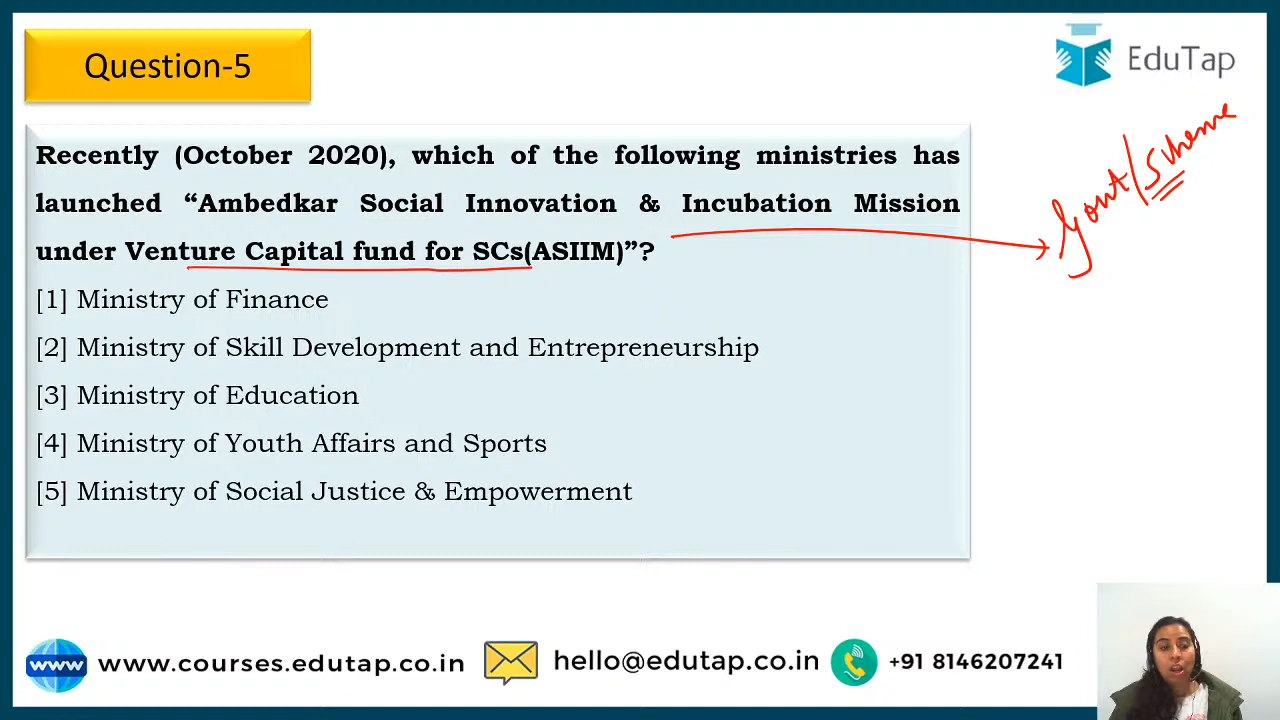 Question-5
EduTap
Govt/Scheme
Recently (October 2020), which of the following ministries has
launched “Ambedkar Social Innovation & Incubation Mission
under Venture Capital fund for SCs(ASIIM)”?
[1] Ministry of Finance
[2] Ministry of Skill Development and Entrepreneurship
[3] Ministry of Education
[4] Ministry of Youth Affairs and Sports
[5] Ministry of Social Justice & Empowerment
www www.courses.edutap.co.in hello@edutap.co.in +91 8146207241